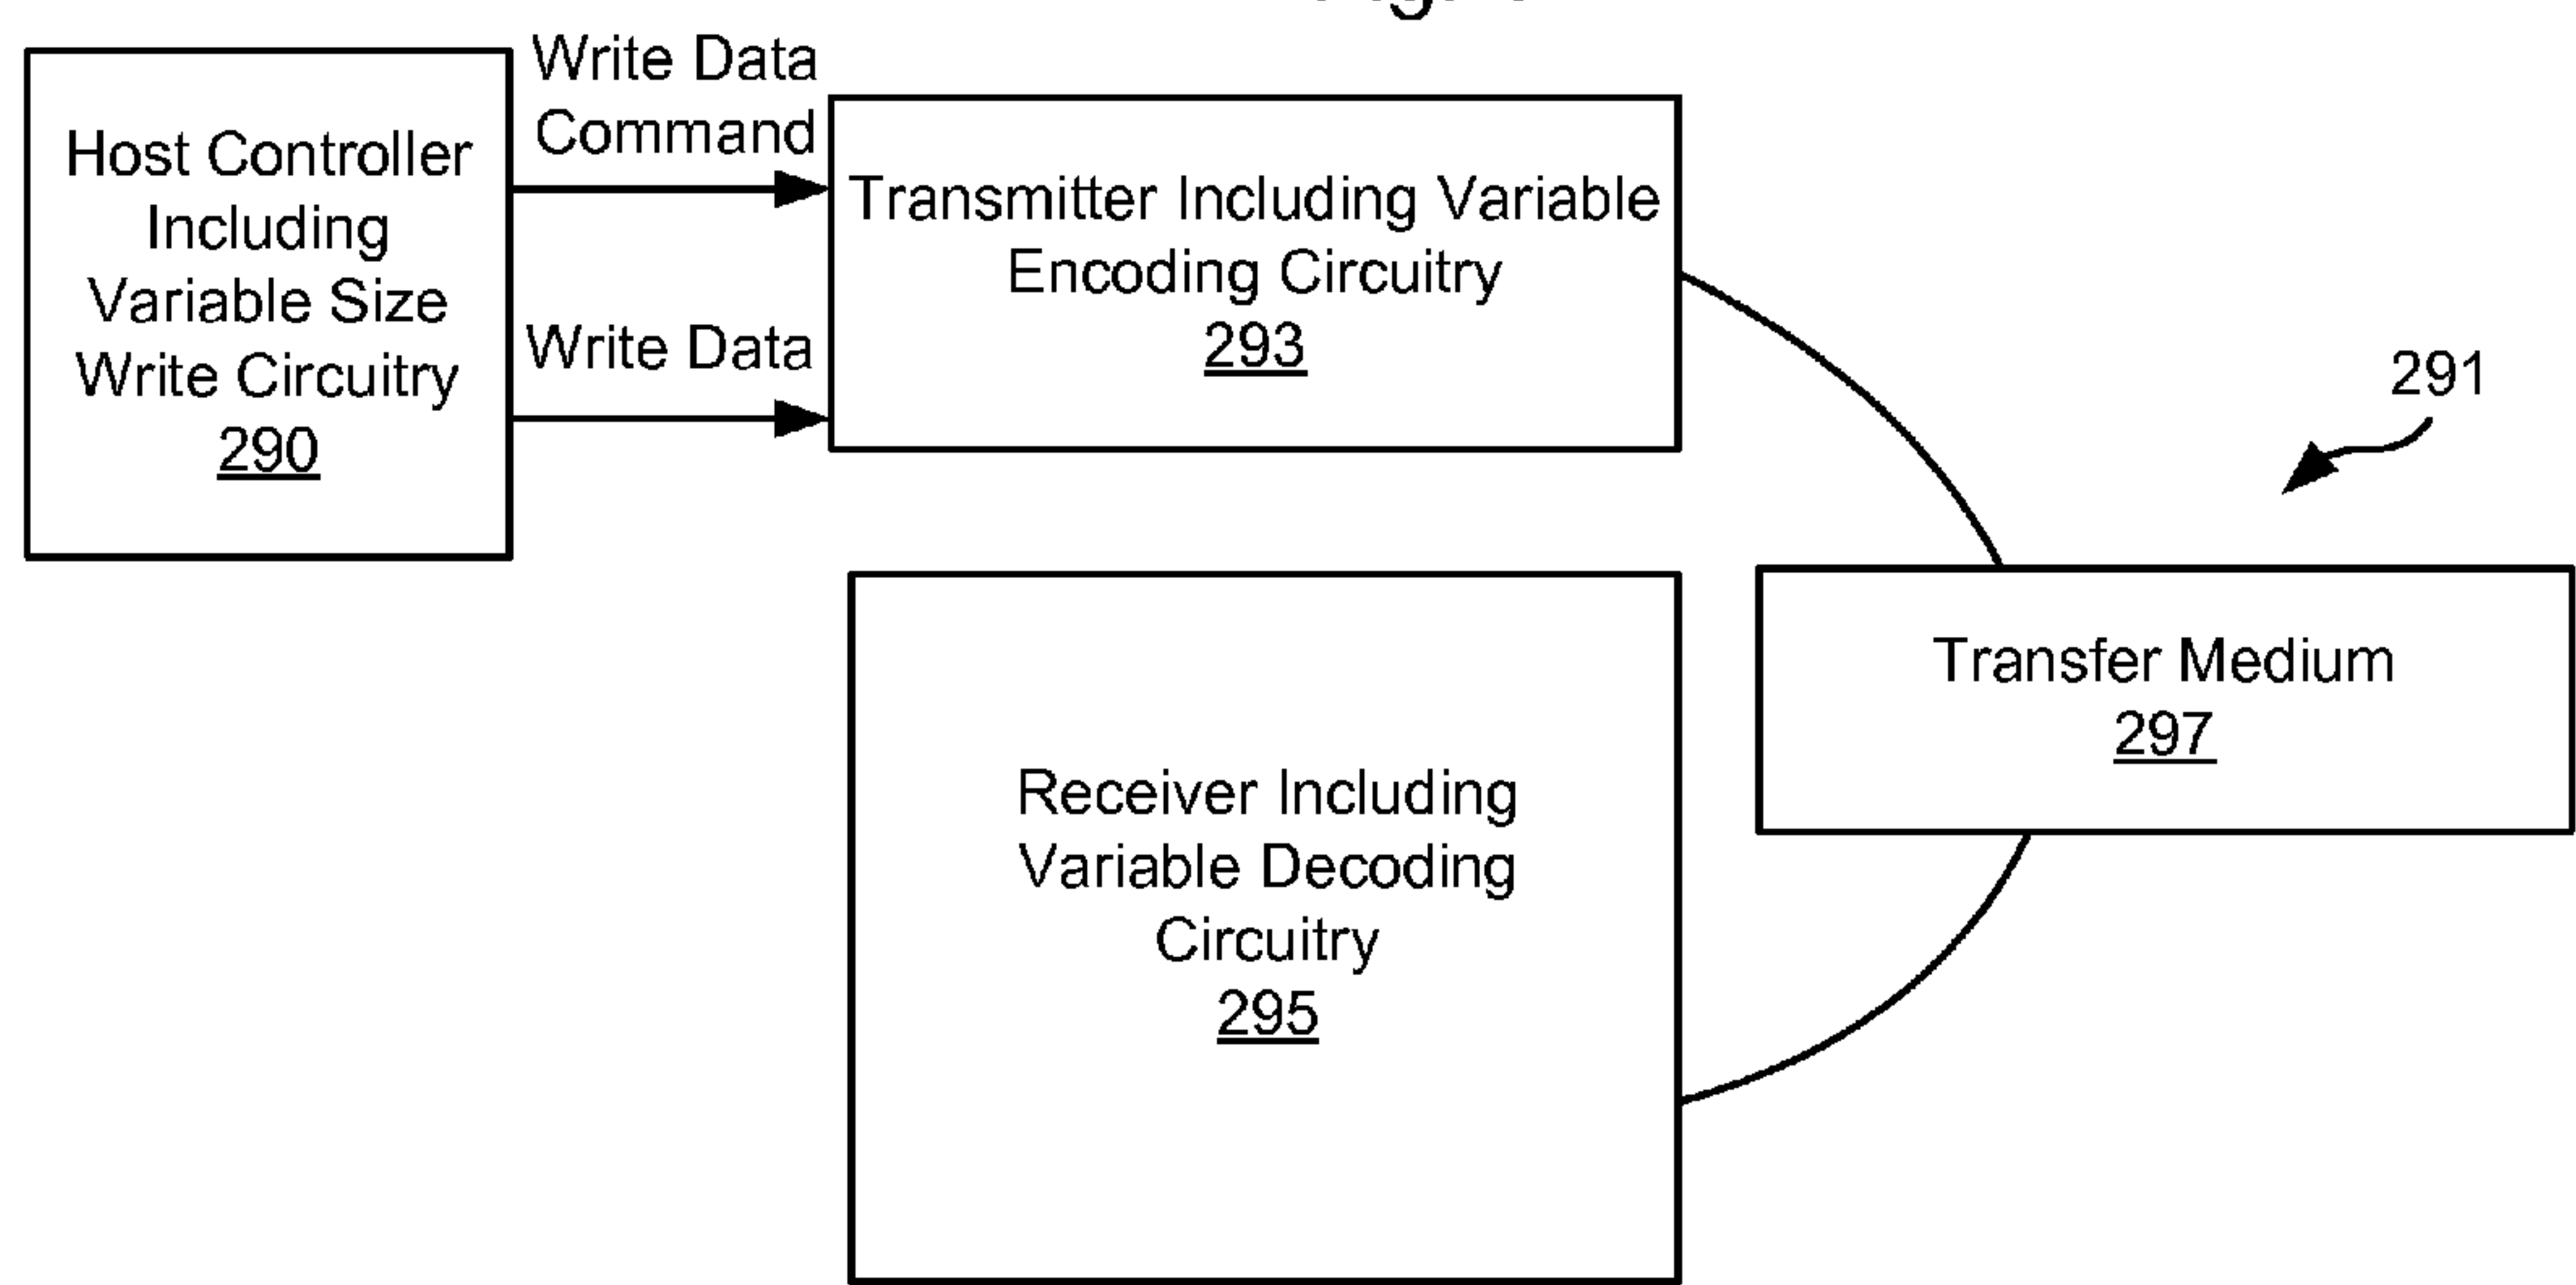 Write Data
Command
Host Controller
Including
Variable Size
Write Circuitry
290
Write Data
Transmitter Including Variable
Encoding Circuitry
293
291
Transfer Medium
297
Receiver Including
Variable Decoding
Circuitry
295